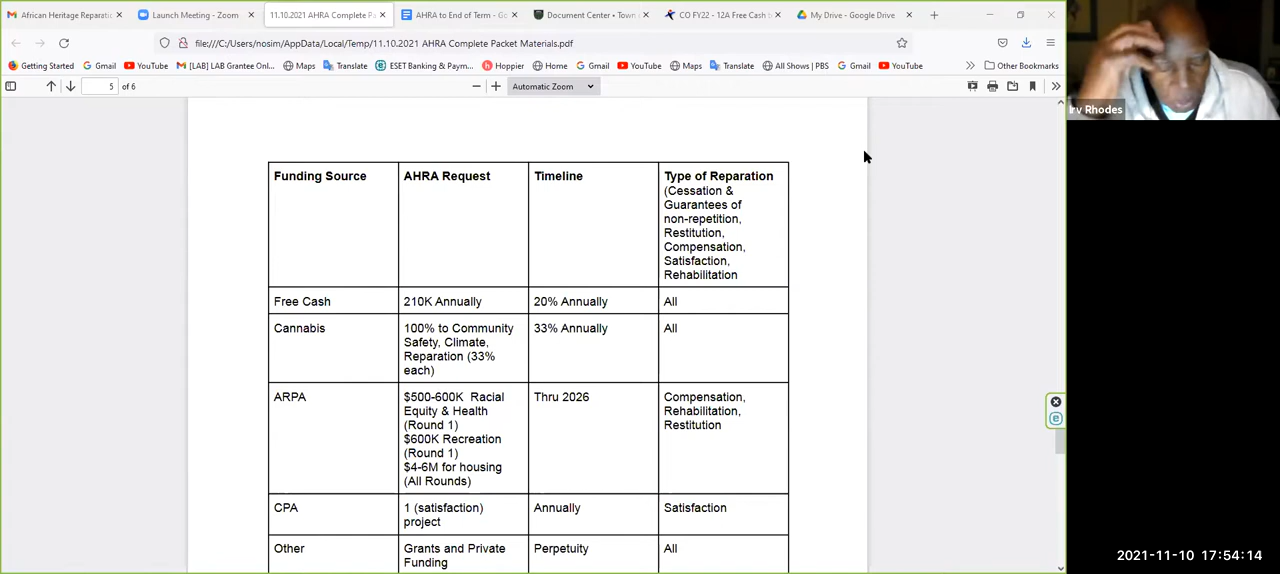 African Heritage Reparatic
Launch Meeting - Zoom
11.10.2021 AHRA Complete Pa
AHRA to End of Term - G
Document Center • Town
CO FY22 - 12A Free Cash t
My Drive - Google Drive
file:///C:/Users/nosim/AppData/Local/Temp/11.10.2021 AHRA Complete Packet Materials.pdf
Getting Started
Gmail
YouTube
[LAB] LAB Grantee Onl...
Maps
Translate
ESET Banking & Paym...
Hoppier
Home
Gmail
YouTube
Maps
Translate
All Shows | PBS
Gmail
YouTube
Other Bookmarks
5 of 6
Automatic Zoom
Irv Rhodes
Funding Source
AHRA Request
Timeline
Type of Reparation
(Cessation &
Guarantees of
non-repetition,
Restitution,
Compensation,
Satisfaction,
Rehabilitation
Free Cash
210K Annually
20% Annually
All
Cannabis
100% to Community
Safety, Climate,
Reparation (33%
each)
33% Annually
All
ARPA
$500-600K Racial
Equity & Health
(Round 1)
$600K Recreation
(Round 1)
$4-6M for housing
(All Rounds)
Thru 2026
Compensation,
Rehabilitation,
Restitution
CPA
1 (satisfaction)
project
Annually
Satisfaction
Other
Grants and Private
Funding
Perpetuity
All
2021-11-10 17:54:14